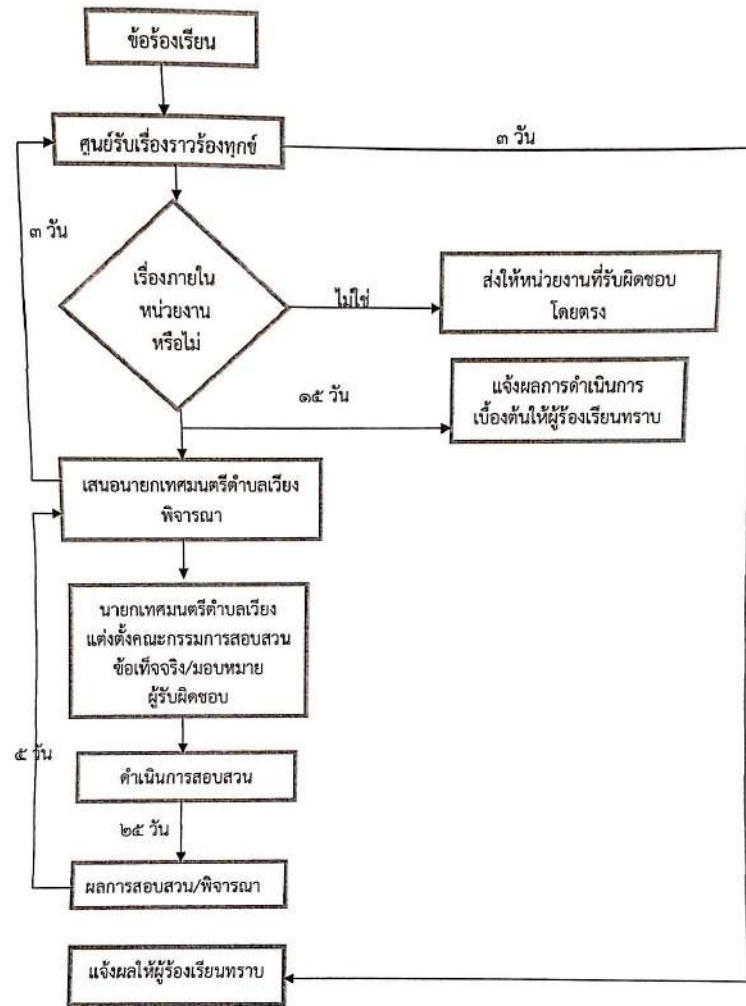 ข้อร้องเรียน
ศูนย์รับเรื่องราวร้องทุกข์
๓ วัน
๓ วัน
เรื่องภายใน
หน่วยงาน
หรือไม่
ไม่ใช่
ส่งให้หน่วยงานที่รับผิดชอบ
โดยตรง
๑๕ วัน
แจ้งผลการดำเนินการ
เบื้องต้นให้ผู้ร้องเรียนทราบ
เสนอนายกเทศมนตรีตำบลเวียง
พิจารณา
นายกเทศมนตรีตำบลเวียง
แต่งตั้งคณะกรรมการสอบสวน
ข้อเท็จจริง/มอบหมาย
ผู้รับผิดชอบ
๕ วัน
ดำเนินการสอบสวน
๒๕ วัน
ผลการสอบสวน/พิจารณา
แจ้งผลให้ผู้ร้องเรียนทราบ